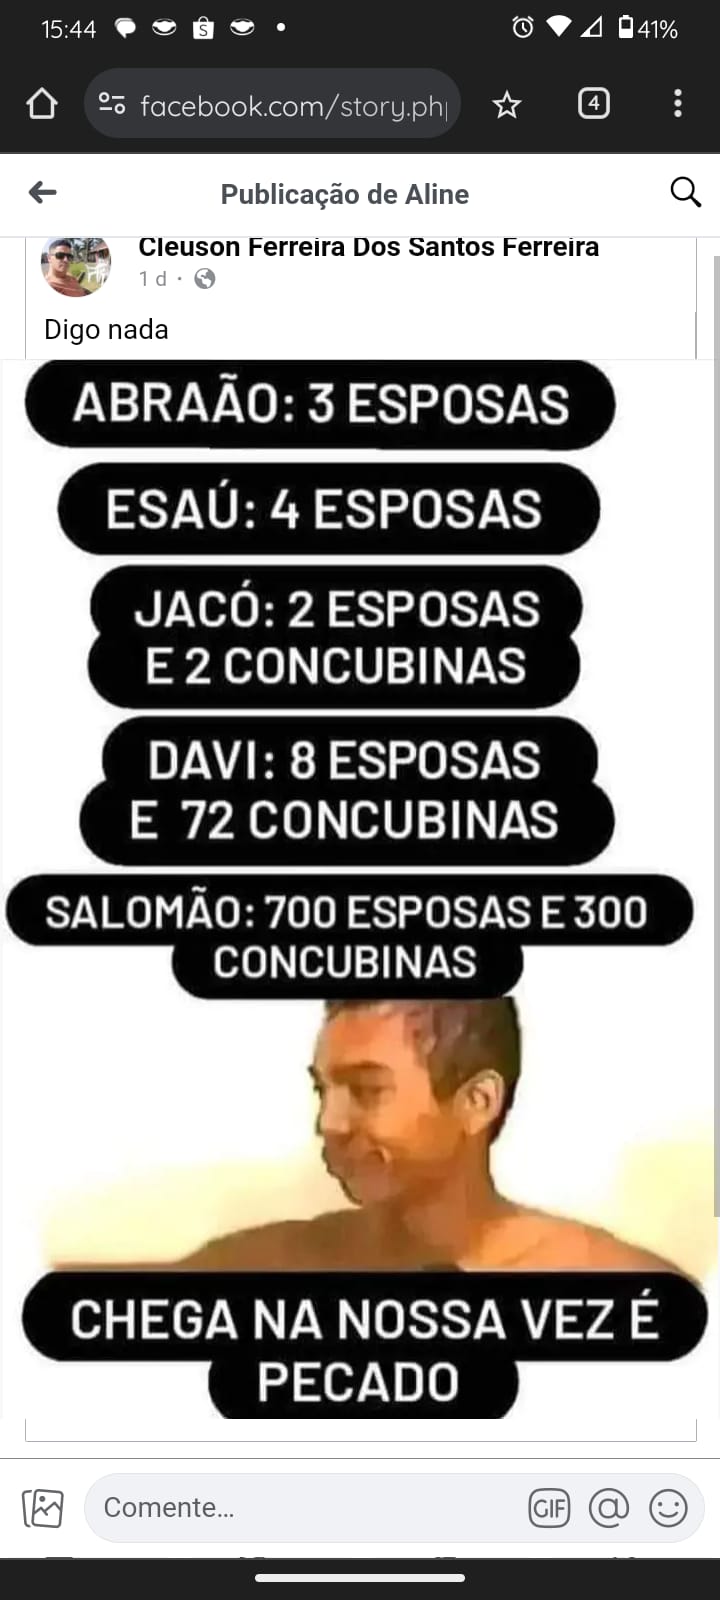 15:44
41%
facebook.com/story.ph
4
Publicação de Aline
Cleuson Ferreira Dos Santos Ferreira
1 d ·
Digo nada
ABRAÃO: 3 ESPOSAS
ESAÚ: 4 ESPOSAS
JACÓ: 2 ESPOSAS
E 2 CONCUBINAS
DAVI: 8 ESPOSAS
E 72 CONCUBINAS
SALOMÃO: 700 ESPOSAS E 300
CONCUBINAS
CHEGA NA NOSSA VEZ É
PECADO
Comente...
GIF